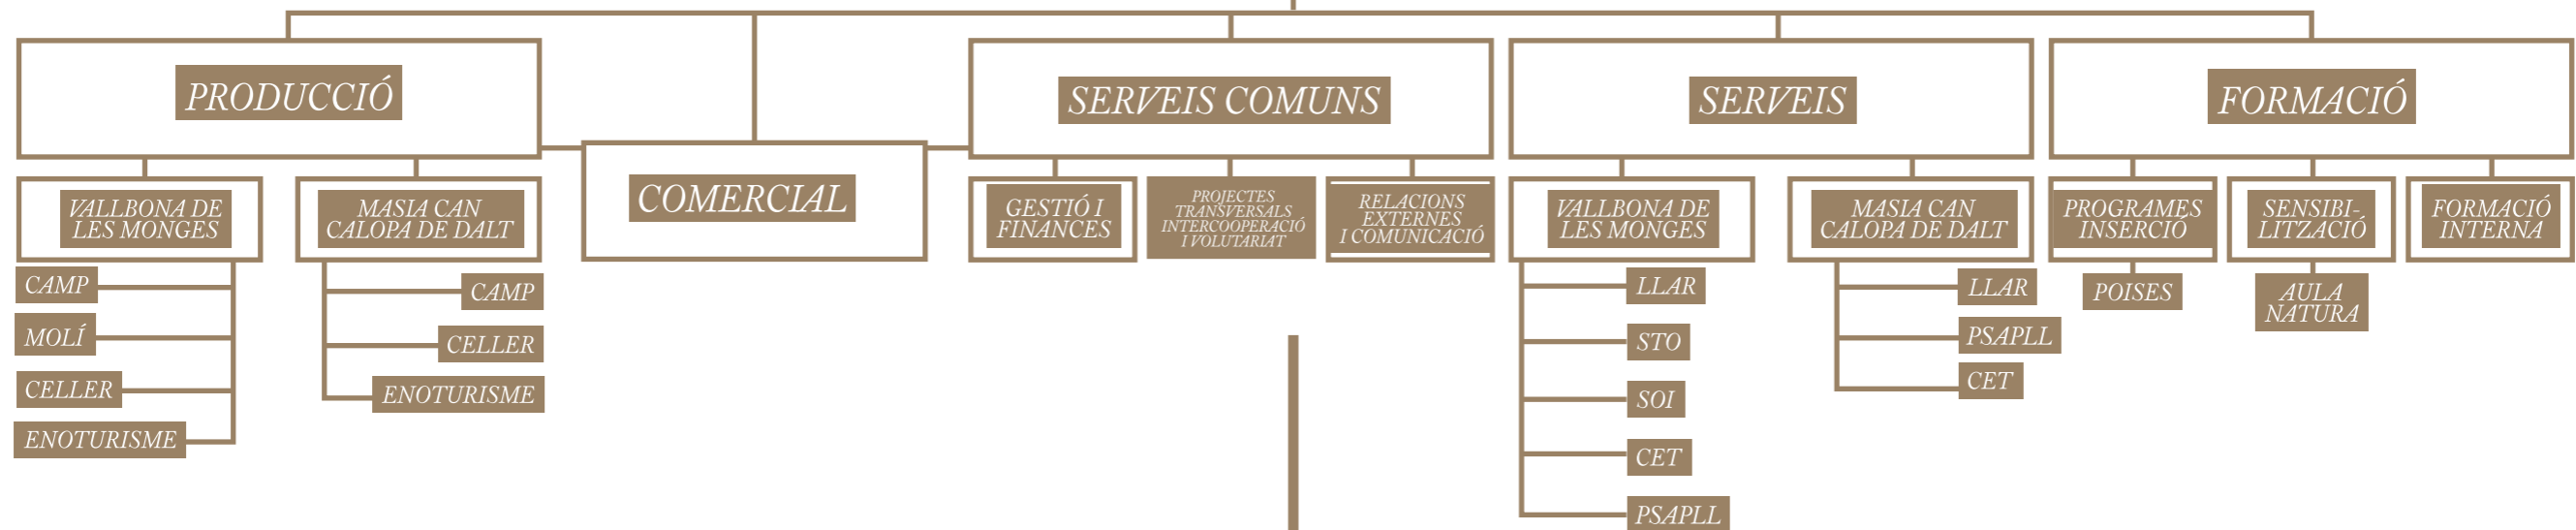 PRODUCCIÓ
VALLBONA DE
LES MONGES
CAMP
MOLÍ
CELLER
ENOTURISME
MASIA CAN
CALOPA DE DALT
CAMP
CELLER
ENOTURISME
COMERCIAL
SERVEIS COMUNS
GESTIÓ I
FINANCES
PROJECTES
TRANSVERSALS
INTERCOOPERACIÓ
I VOLUTARIAT
RELACIONS
EXTERNES
I COMUNICACIÓ
SERVEIS
VALLBONA DE
LES MONGES
LLAR
STO
SOI
CET
PSAPLL
MASIA CAN
CALOPA DE DALT
LLAR
PSAPLL
CET
FORMACIÓ
PROGRAMES
INSERCIÓ
POISES
SENSIBI-
LITZACIÓ
AULA
NATURA
FORMACIÓ
INTERNA